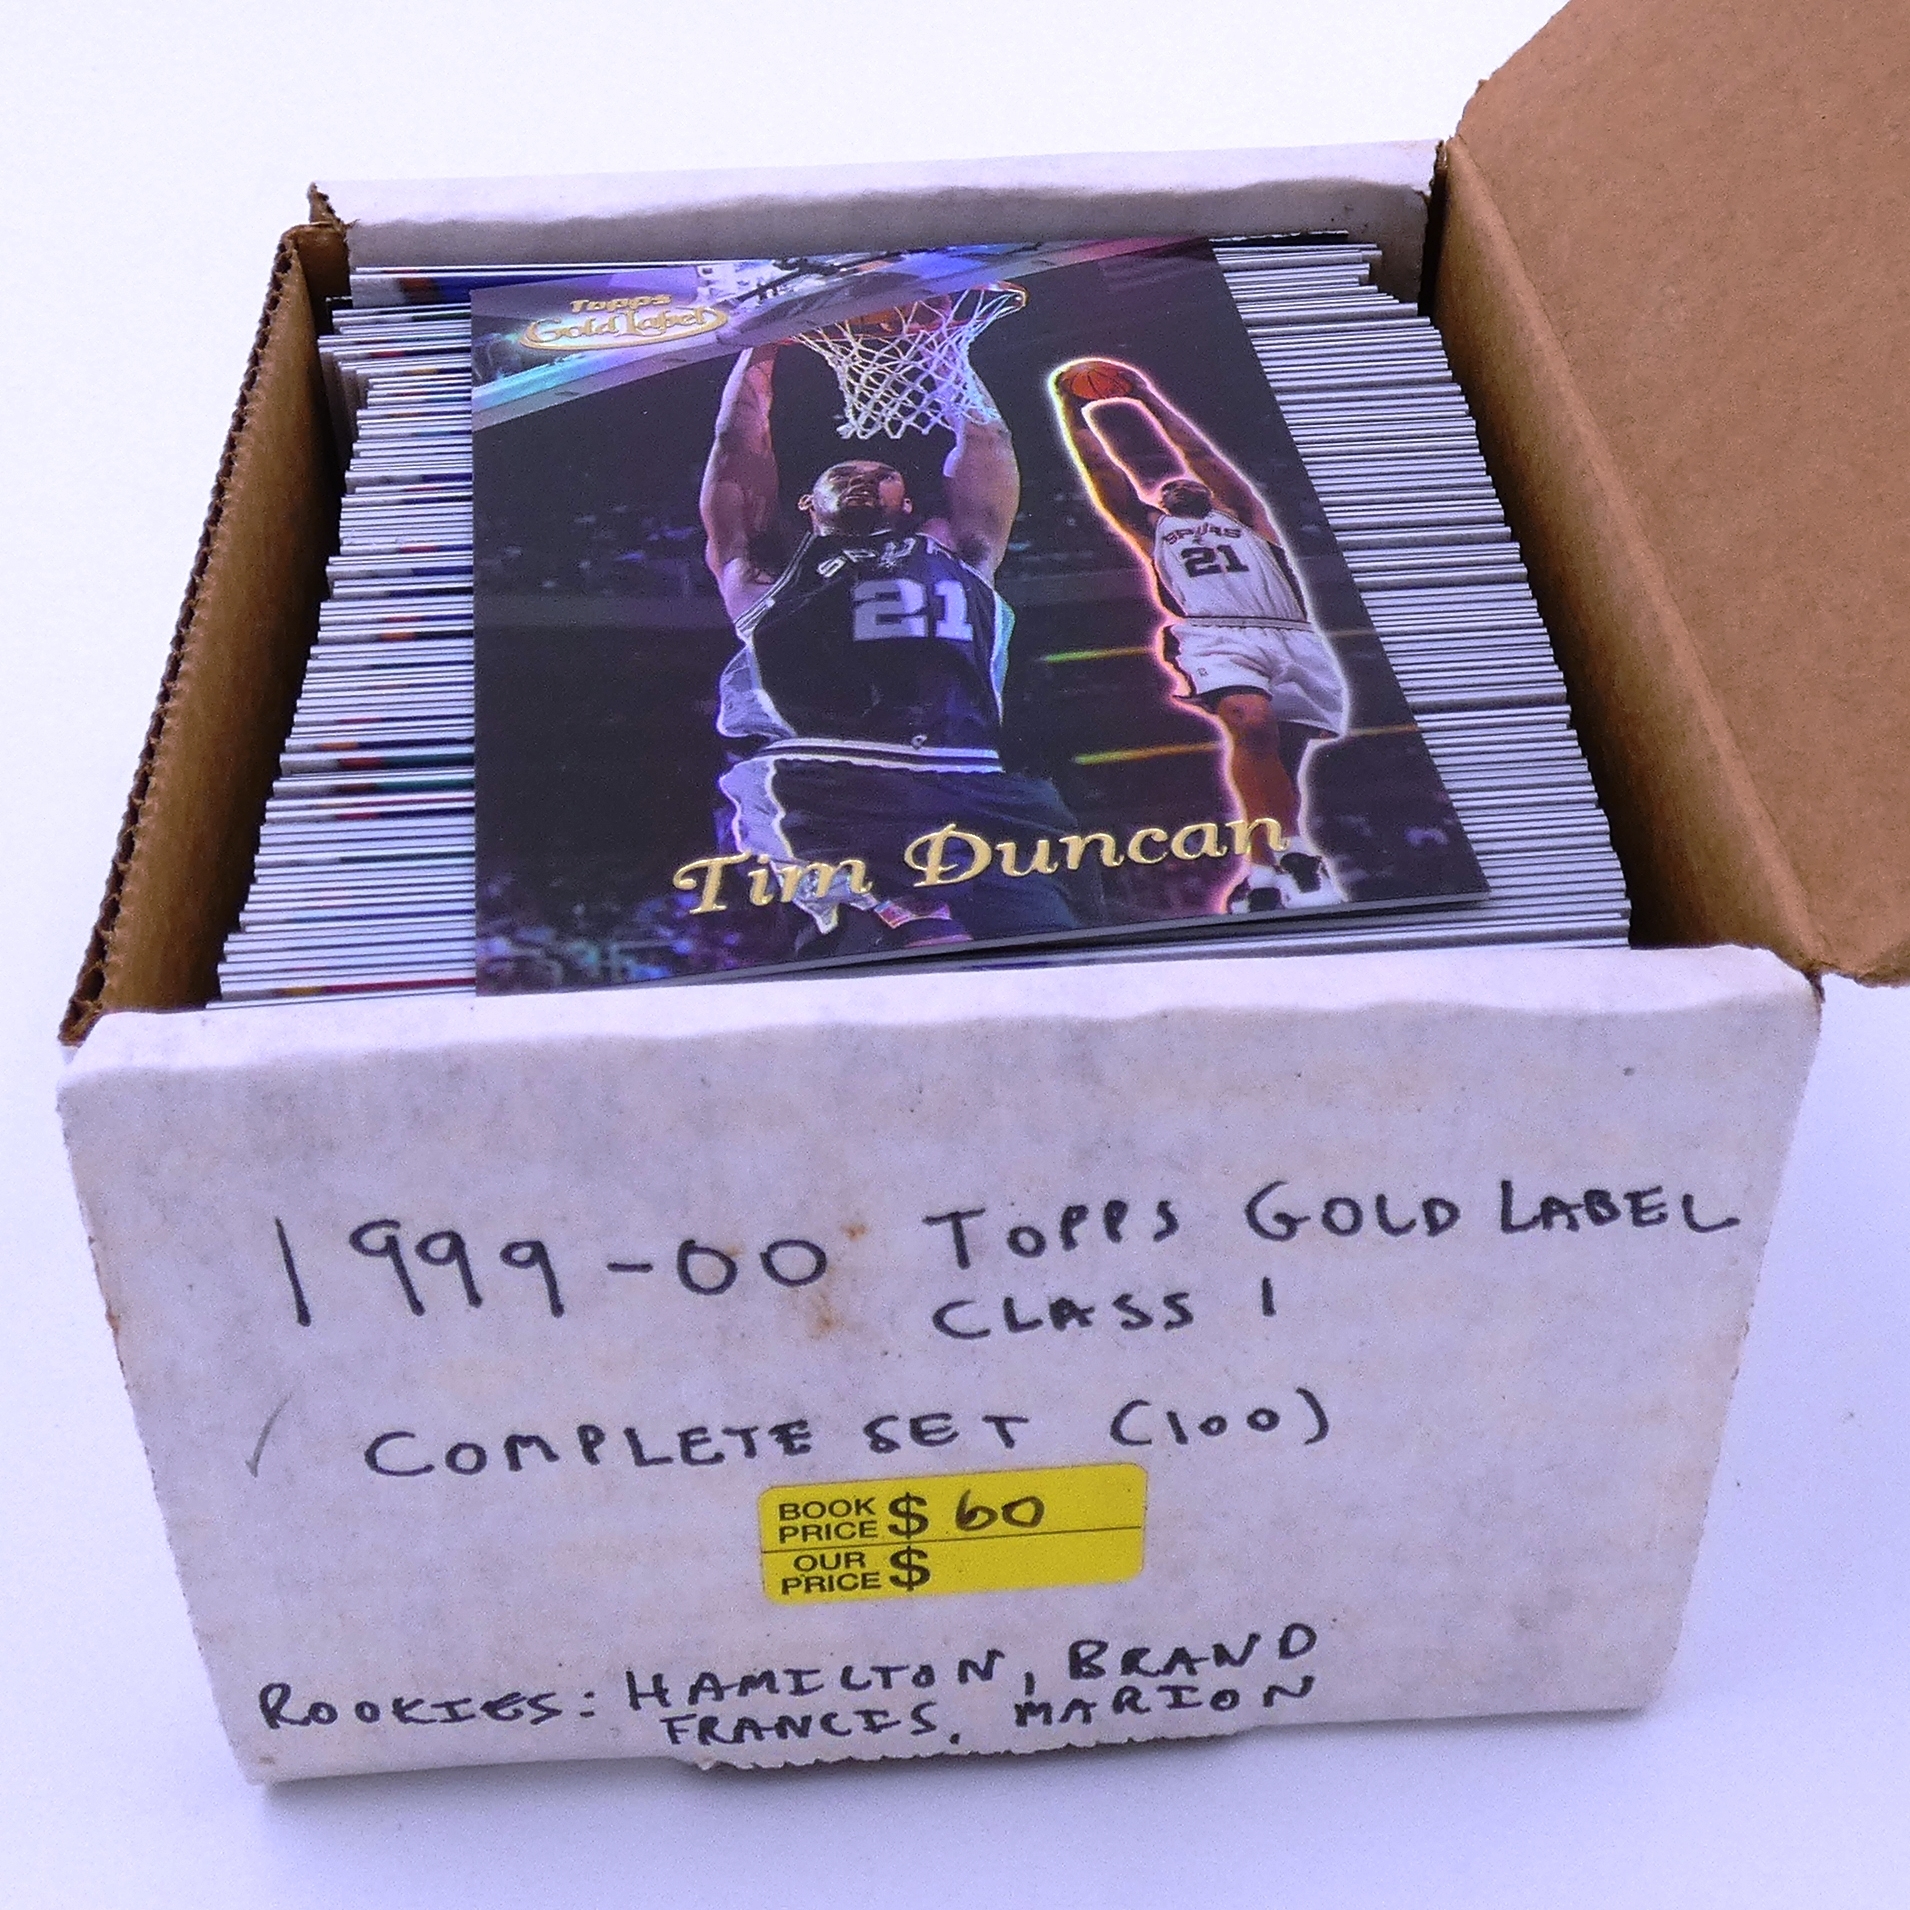 Topps
Gold Label
SPURS
21
SPURS
21
Tim Duncan
1999-00 TOPPS GOLD LABEL
CLASS 1
COMPLETE SET (100)
BOOK PRICE $ 60
OUR PRICE $
ROOKIES: HAMILTON, BRAND
FRANCIS, MARION